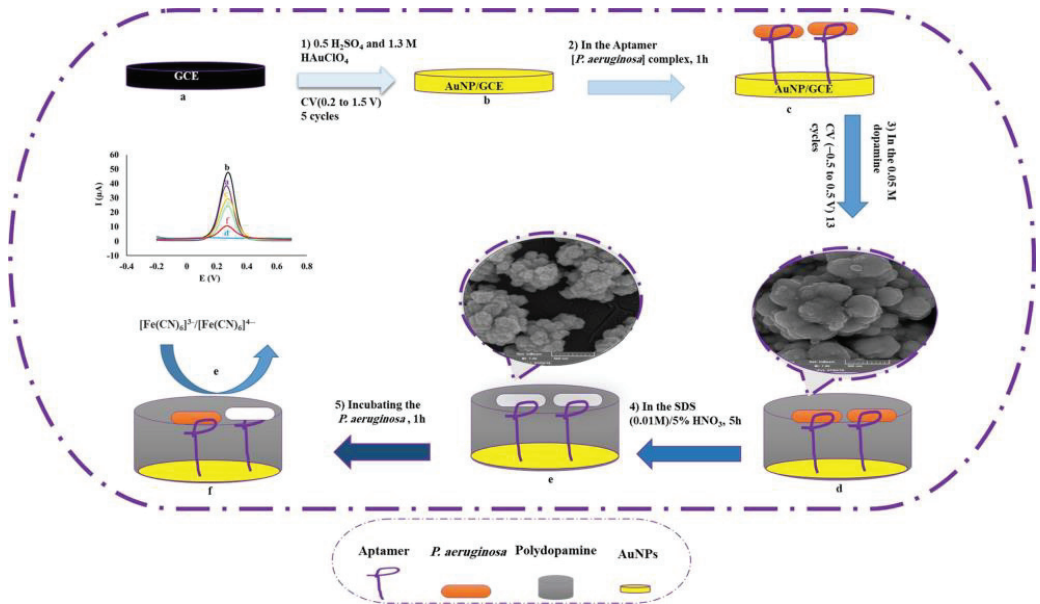 GCE
a
1) 0.5 H₂SO₄ and 1.3 M
HAuClO₄
CV(0.2 to 1.5 V)
5 cycles
AuNP/GCE
b
2) In the Aptamer
[P. aeruginosa] complex, 1h
AuNP/GCE
c
3) In the 0.05 M
dopamine
CV (–0.5 to 0.5 V) 13
cycles
I (µA)
60
50
40
30
20
10
0
-10
-0.4
-0.2
0
0.2
0.4
0.6
0.8
E (V)
b
f
d
[Fe(CN)₆]³⁻/[Fe(CN)₆]⁴⁻
e
f
5) Incubating the
P. aeruginosa , 1h
e
4) In the SDS
(0.01M)/5% HNO₃, 5h
d
Aptamer
P. aeruginosa
Polydopamine
AuNPs